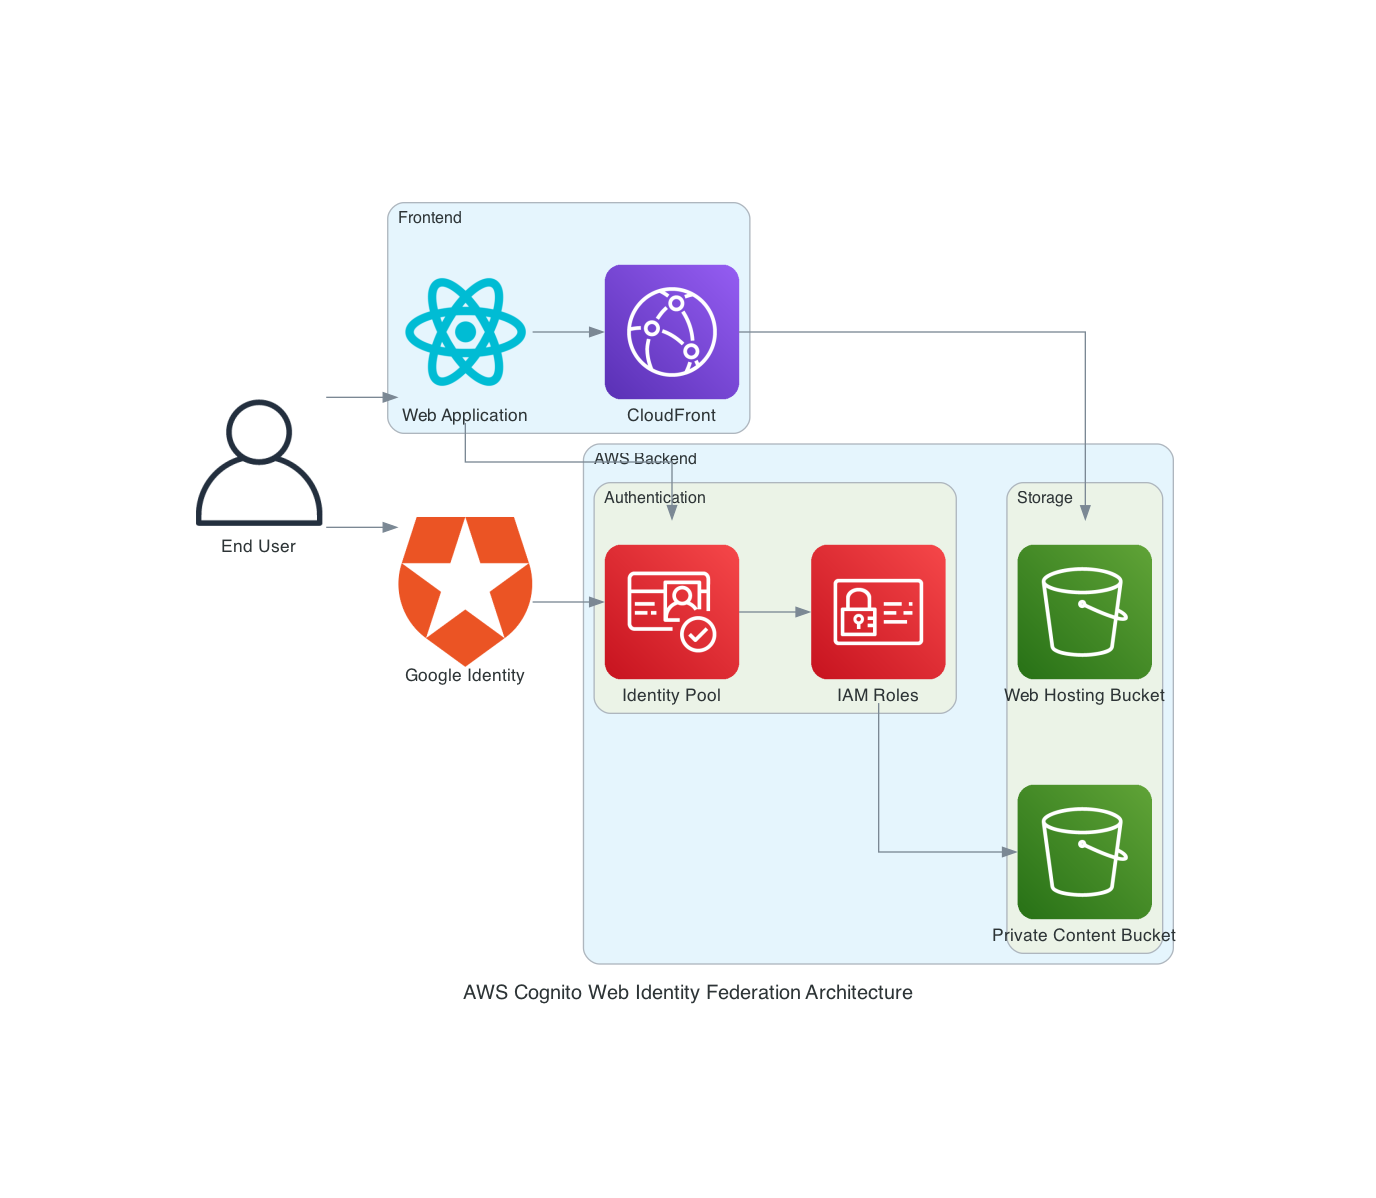 Frontend
Web Application
CloudFront
AWS Backend
Authentication
Storage
End User
Google Identity
Identity Pool
IAM Roles
Web Hosting Bucket
Private Content Bucket
AWS Cognito Web Identity Federation Architecture